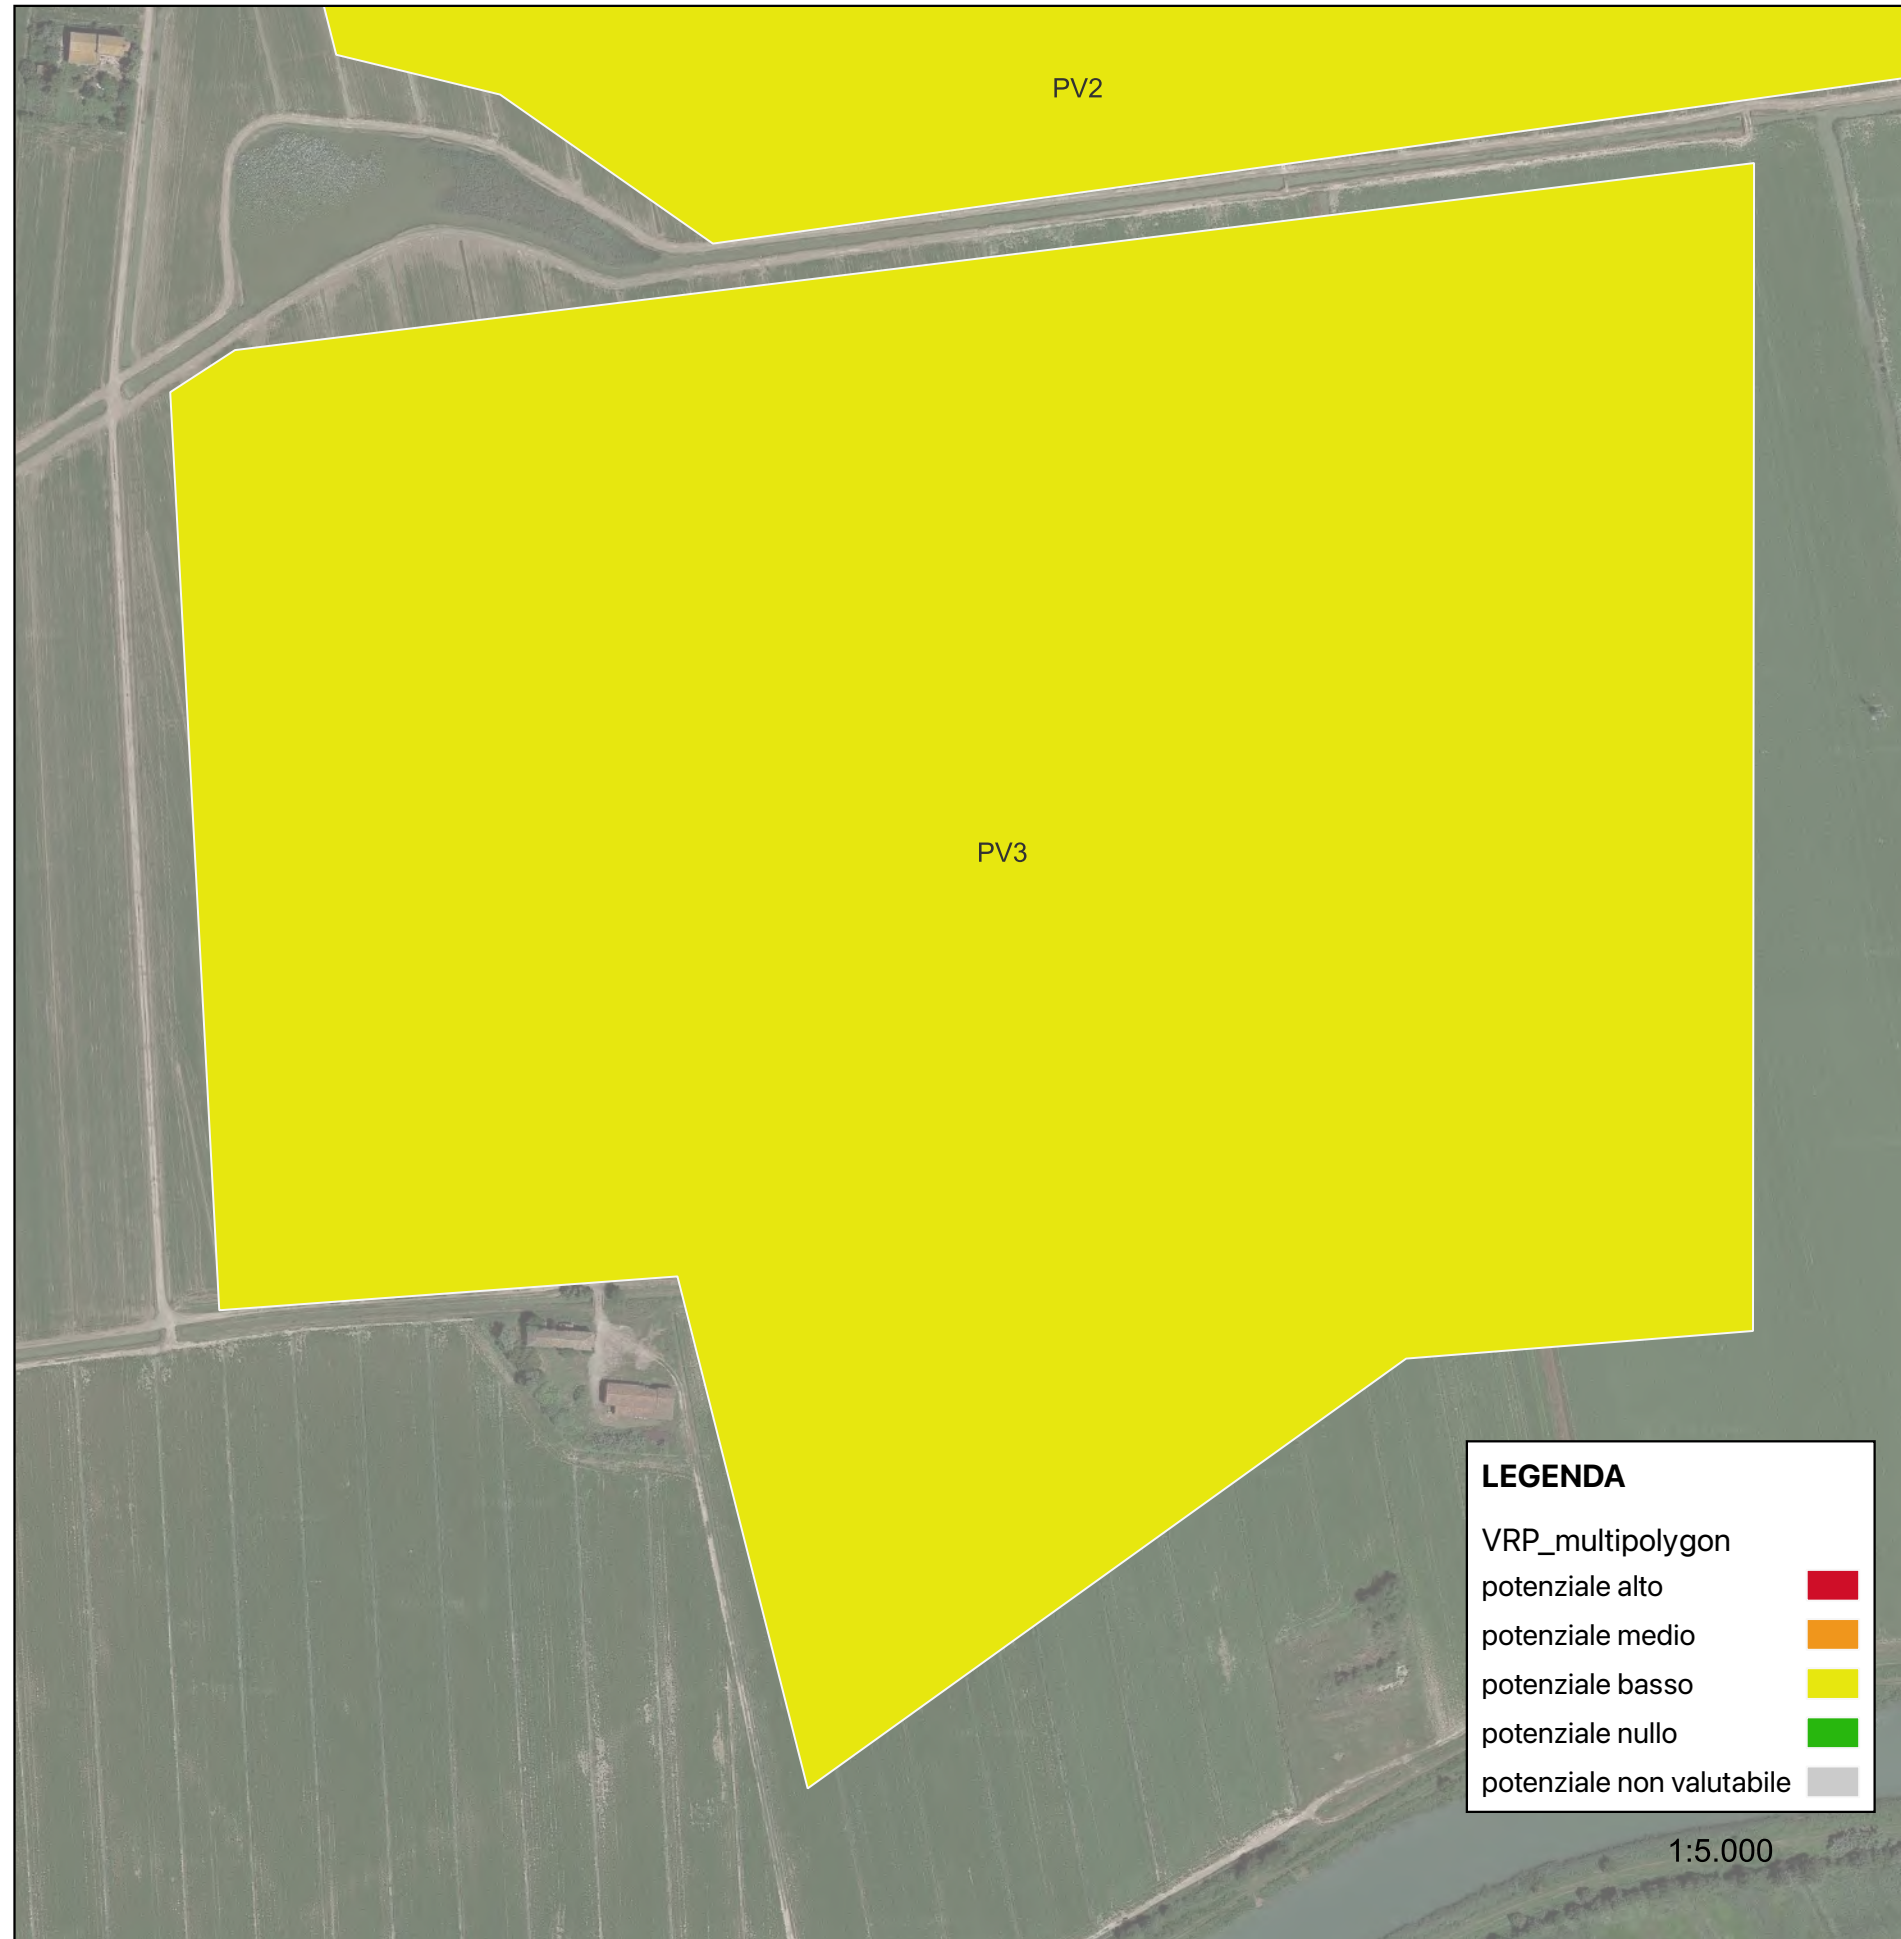 PV2
PV3
LEGENDA
VRP_multipolygon
potenziale alto
potenziale medio
potenziale basso
potenziale nullo
potenziale non valutabile
1:5.000